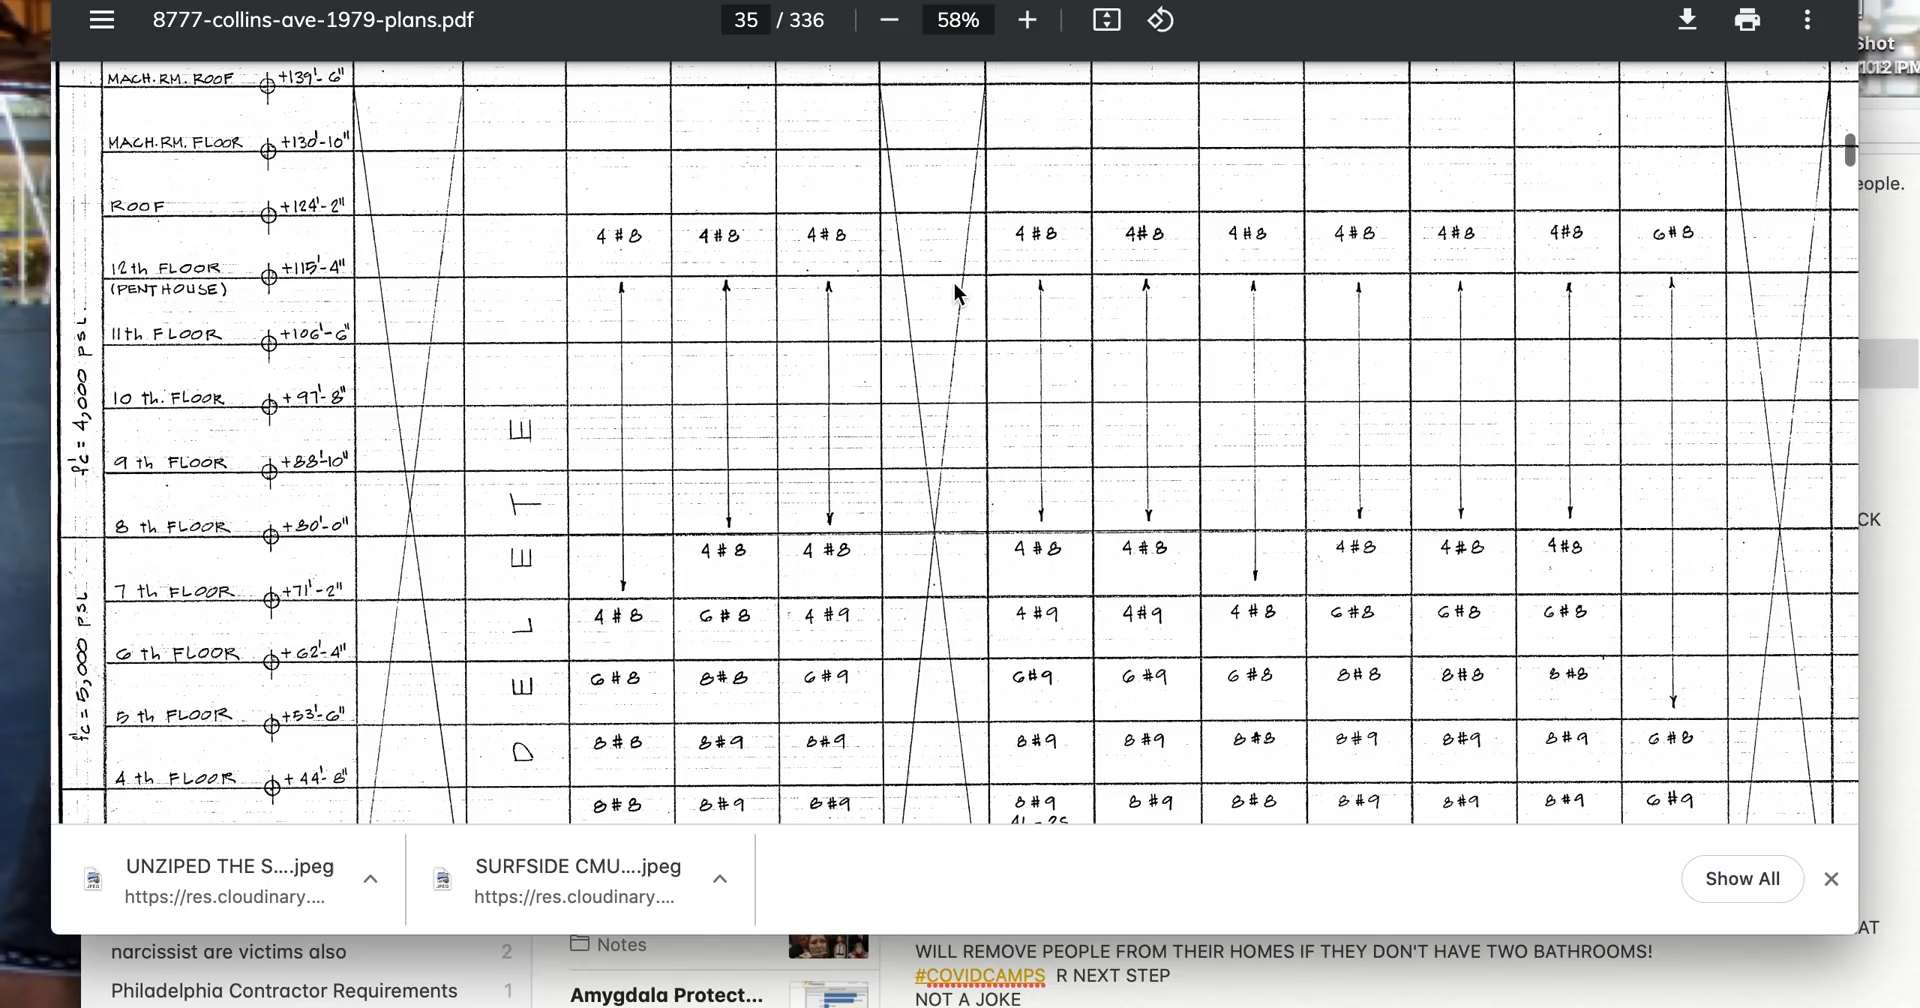 8777-collins-ave-1979-plans.pdf 35 / 336 58%
Shot
1:12 PM
MACH. RM. ROOF +139'-6"
MACH. RM. FLOOR +130'-10"
ROOF +124'-2"
4#8 4#8 4#8 4#8 4#8 4#8 4#8 4#8 4#8 6#8
12th FLOOR +115'-4"
(PENTHOUSE)
11th FLOOR +106'-6"
10 th. FLOOR +97'-8"
9 th FLOOR +88'-10"
8 th FLOOR +80'-0"
4#8 4#8 4#8 4#8 4#8 4#8 4#8
7 th FLOOR +71'-2"
4#8 6#8 4#9 4#9 4#9 4#8 6#8 6#8 6#8
6 th FLOOR +62'-4"
6#8 8#8 6#9 6#9 6#9 6#8 8#8 8#8 8#8
5 th FLOOR +53'-6"
8#8 8#9 8#9 8#9 8#9 8#8 8#9 8#9 8#9 6#8
4 th FLOOR +44'-8"
8#8 8#9 8#9 8#9 8#9 8#8 8#9 8#9 8#9 6#9
f'c = 4,000 psi.
f'c = 5,000 psi.
DELETE
eople.
CK
AT
UNZIPED THE S....jpeg
https://res.cloudinary....
SURFSIDE CMU....jpeg
https://res.cloudinary....
Show All
narcissist are victims also 2
Philadelphia Contractor Requirements 1
Notes
Amygdala Protect...
WILL REMOVE PEOPLE FROM THEIR HOMES IF THEY DON'T HAVE TWO BATHROOMS!
#COVIDCAMPS R NEXT STEP
NOT A JOKE